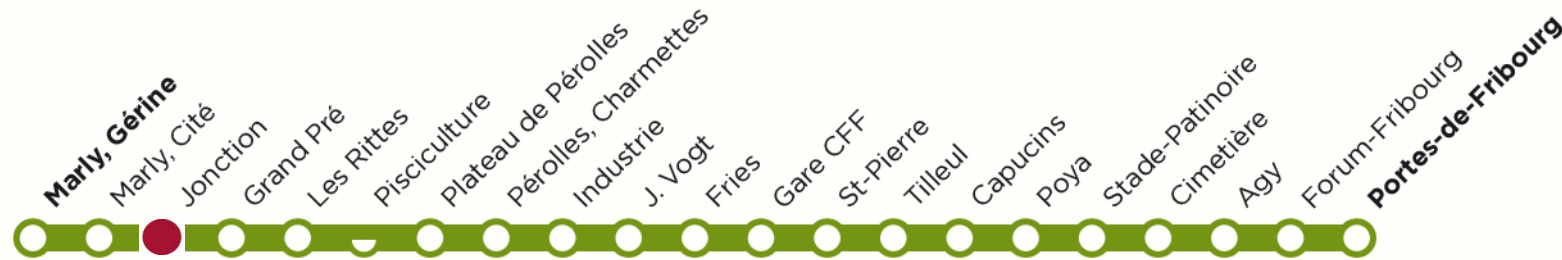 Marly, Gérine
Marly, Cité
Jonction
Grand Pré
Les Rittes
Pisciculture
Plateau de Pérolles
Pérolles, Charmettes
Industrie
J. Vogt
Fries
Gare CFF
St-Pierre
Tilleul
Capucins
Poya
Stade-Patinoire
Cimetière
Agy
Forum-Fribourg
Portes-de-Fribourg